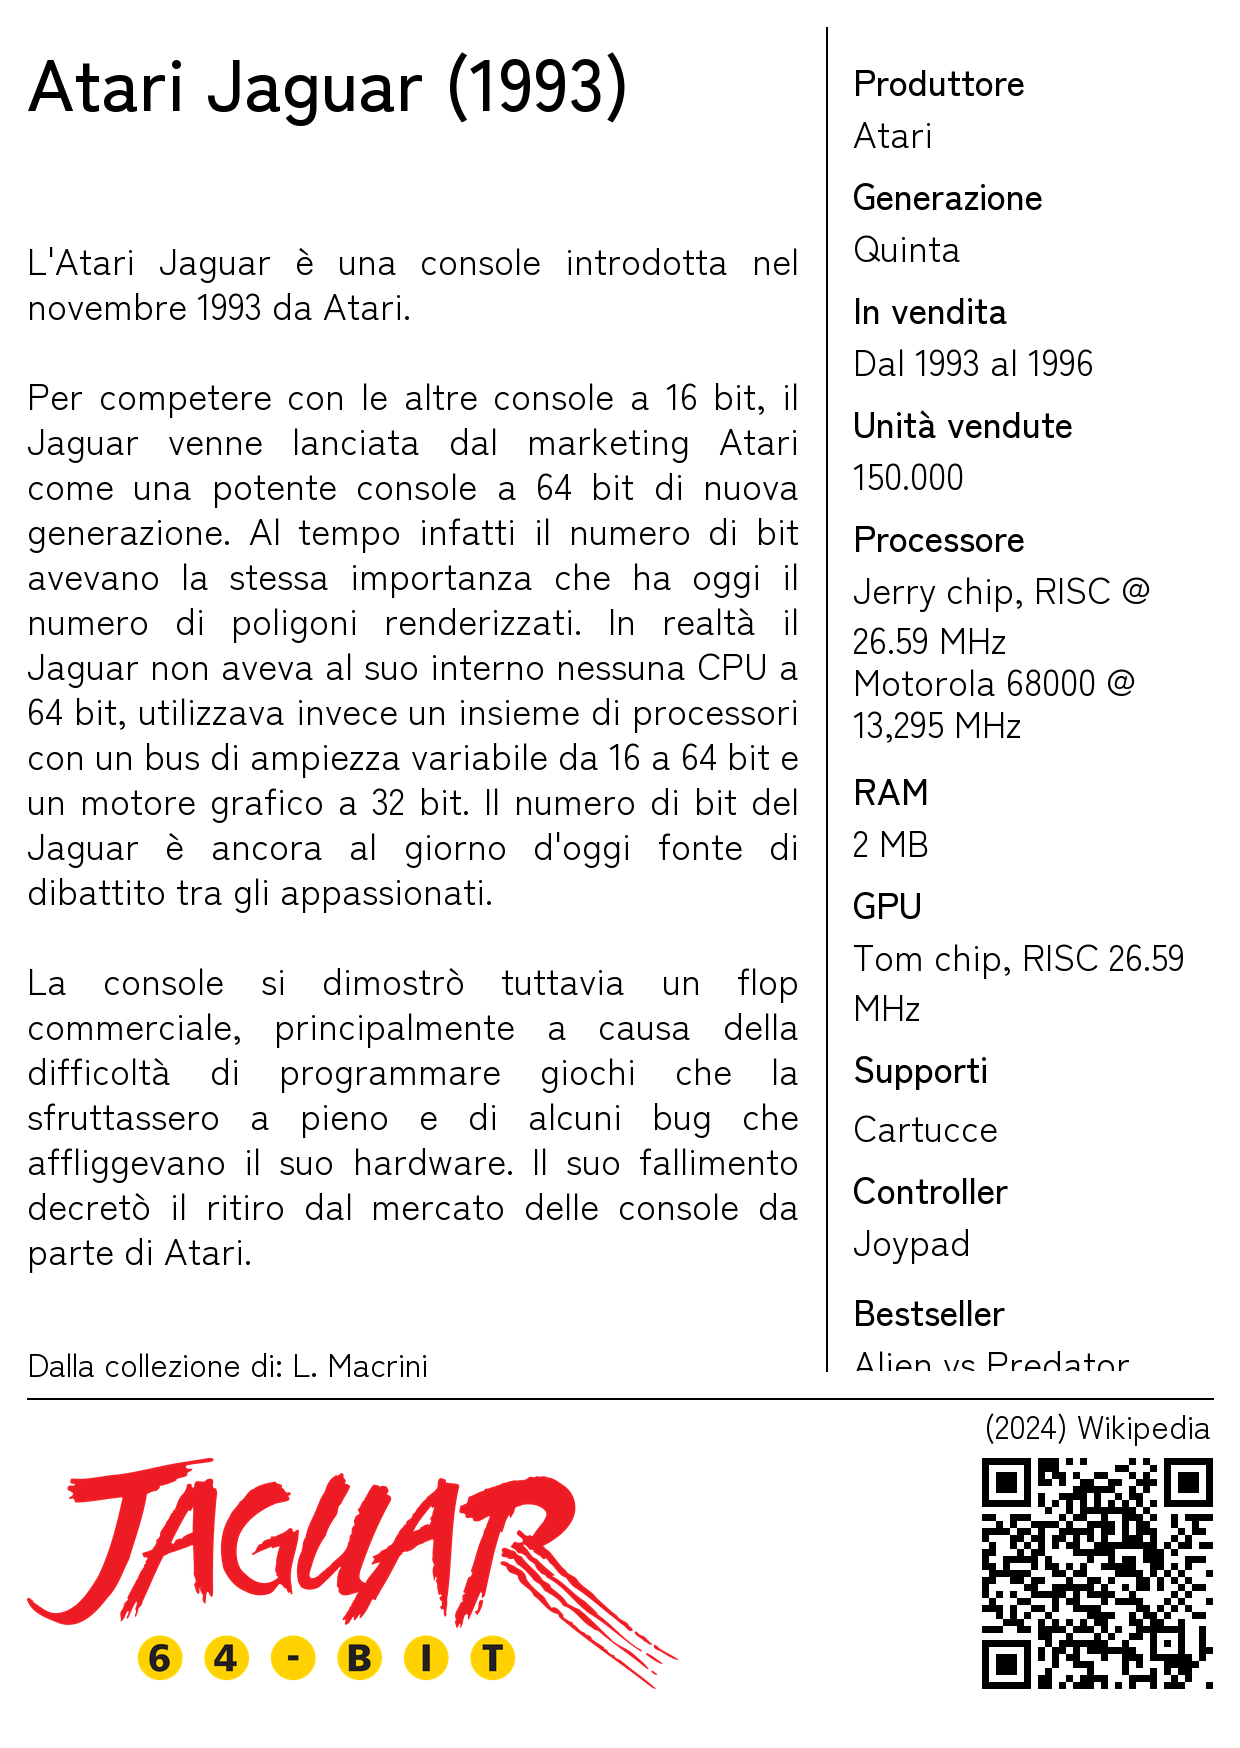 Atari Jaguar (1993)
L'Atari Jaguar è una console introdotta nel
novembre 1993 da Atari.
Per competere con le altre console a 16 bit, il
Jaguar venne lanciata dal marketing Atari
come una potente console a 64 bit di nuova
generazione. Al tempo infatti il numero di bit
avevano la stessa importanza che ha oggi il
numero di poligoni renderizzati. In realtà il
Jaguar non aveva al suo interno nessuna CPU a
64 bit, utilizzava invece un insieme di processori
con un bus di ampiezza variabile da 16 a 64 bit e
un motore grafico a 32 bit. Il numero di bit del
Jaguar è ancora al giorno d'oggi fonte di
dibattito tra gli appassionati.
La console si dimostrò tuttavia un flop
commerciale, principalmente a causa della
difficoltà di programmare giochi che la
sfruttassero a pieno e di alcuni bug che
affliggevano il suo hardware. Il suo fallimento
decretò il ritiro dal mercato delle console da
parte di Atari.
Dalla collezione di: L. Macrini
Produttore
Atari
Generazione
Quinta
In vendita
Dal 1993 al 1996
Unità vendute
150.000
Processore
Jerry chip, RISC @
26.59 MHz
Motorola 68000 @
13,295 MHz
RAM
2 MB
GPU
Tom chip, RISC 26.59
MHz
Supporti
Cartucce
Controller
Joypad
Bestseller
Alien vs Predator
(2024) Wikipedia
JAGUAR
64-BIT